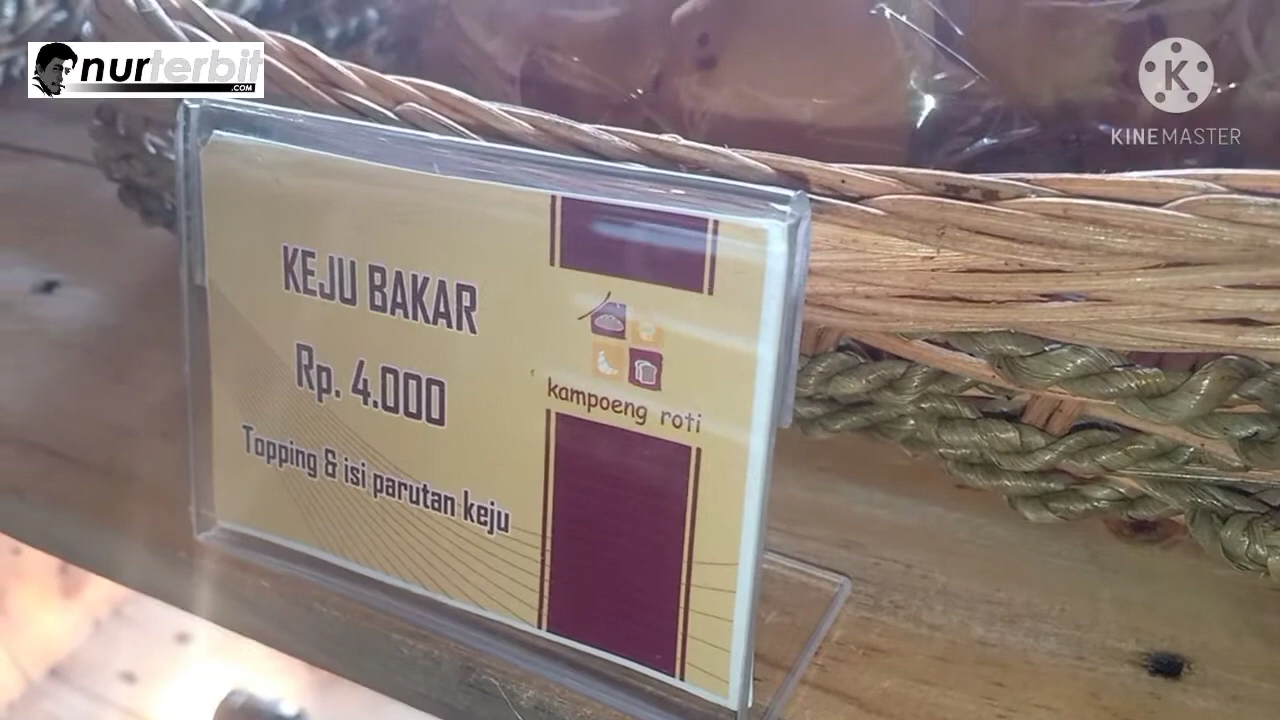 nurterbit
.COM
KINEMASTER
KEJU BAKAR
Rp. 4.000
Topping & isi parutan keju
kampoeng roti